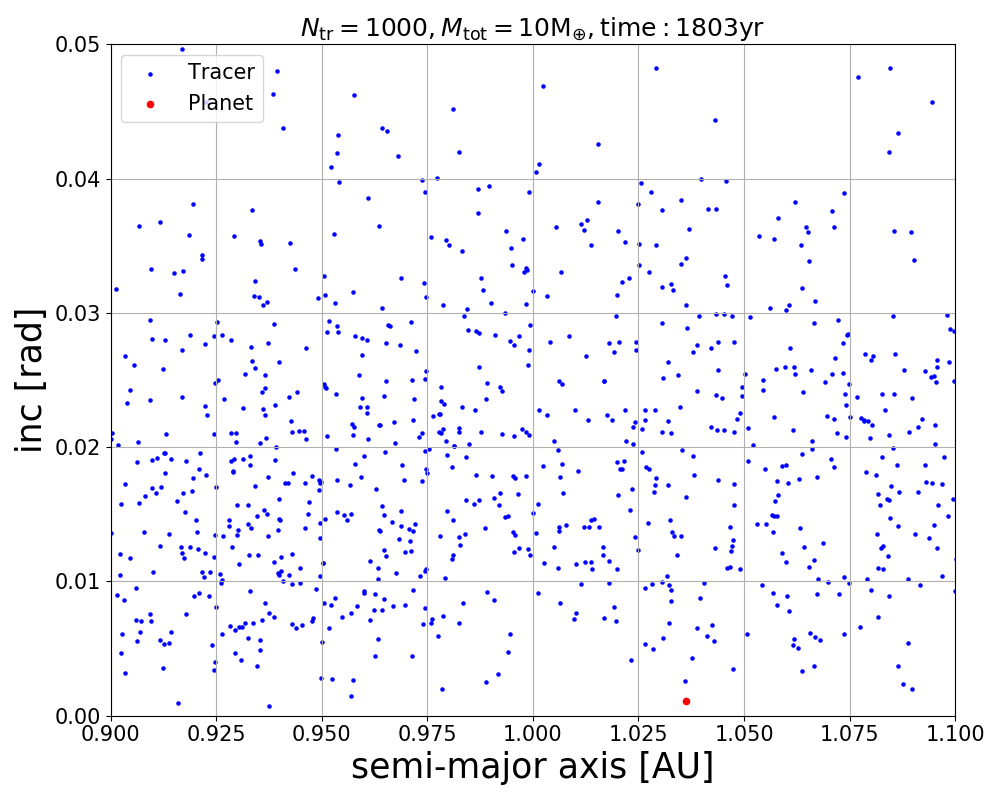 N_tr = 1000, M_tot = 10M_⊕, time : 1803yr
0.05
0.04
0.03
0.02
0.01
0.00
inc [rad]
Tracer
Planet
0.900 0.925 0.950 0.975 1.000 1.025 1.050 1.075 1.100
semi-major axis [AU]